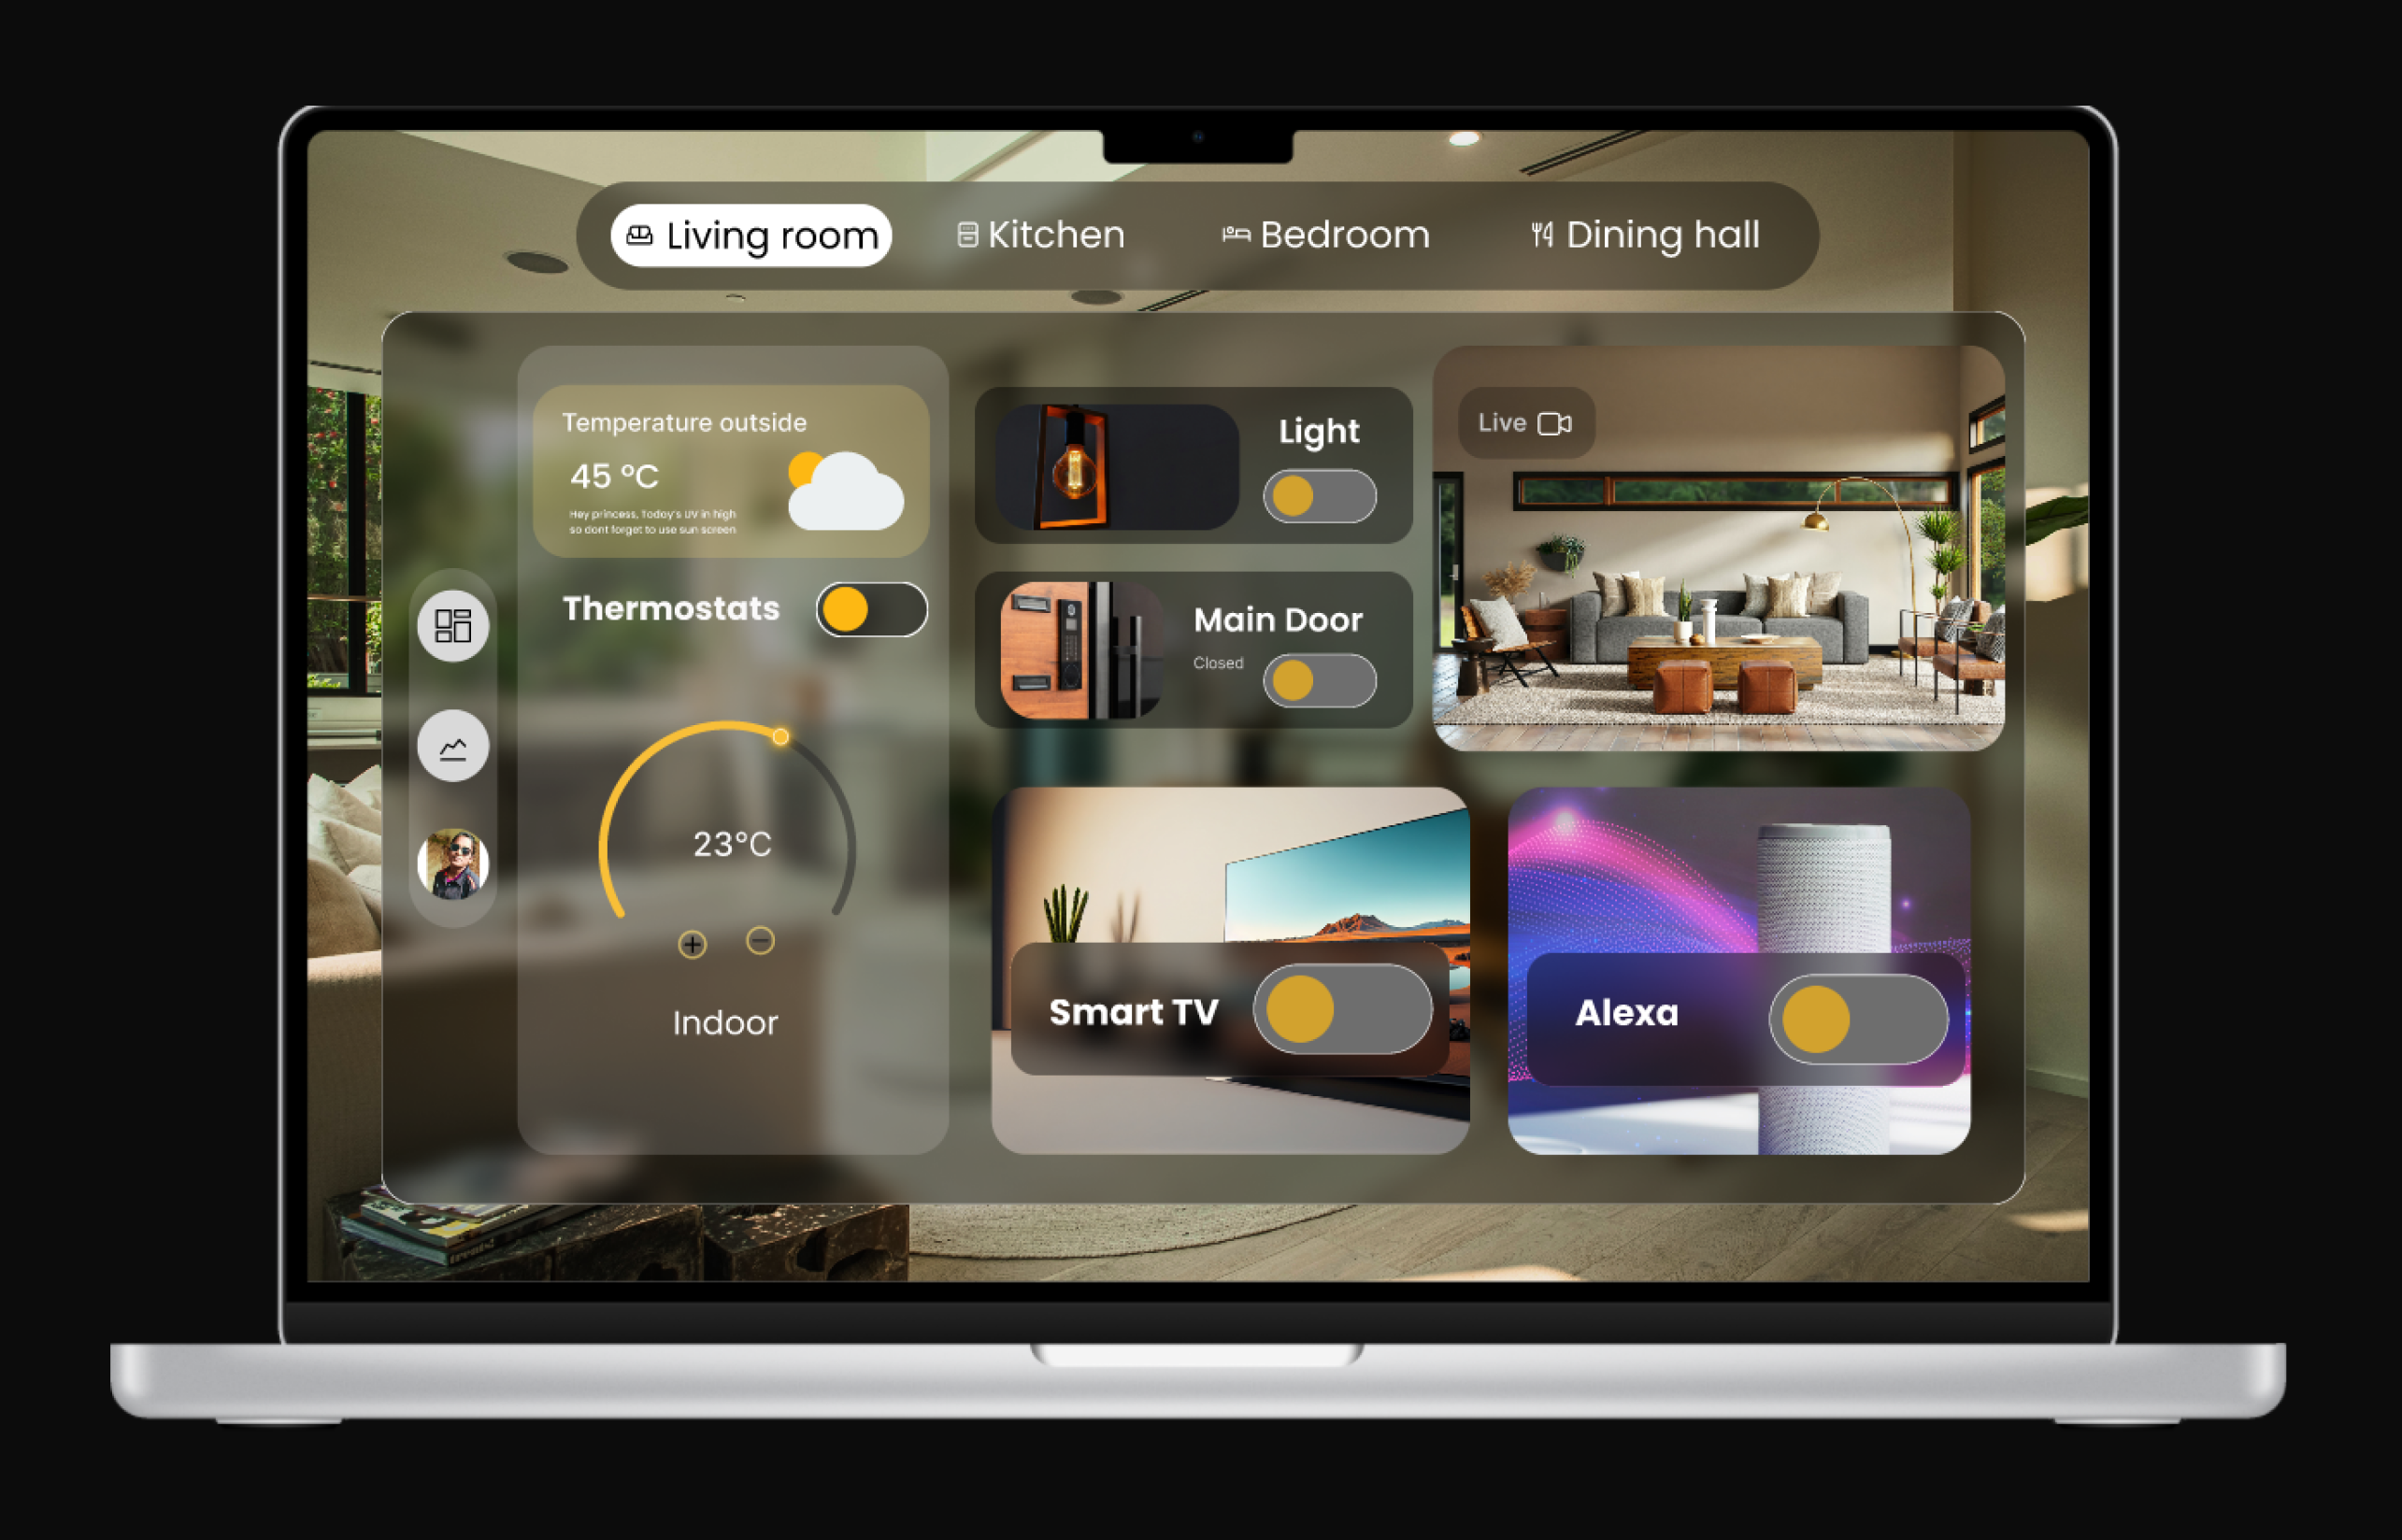 Living room
Kitchen
Bedroom
Dining hall
Temperature outside
45 °C
Hey princess, Today's UV in high
so dont forget to use sun screen
Thermostats
23°C
Indoor
Light
Main Door
Closed
Live
Smart TV
Alexa